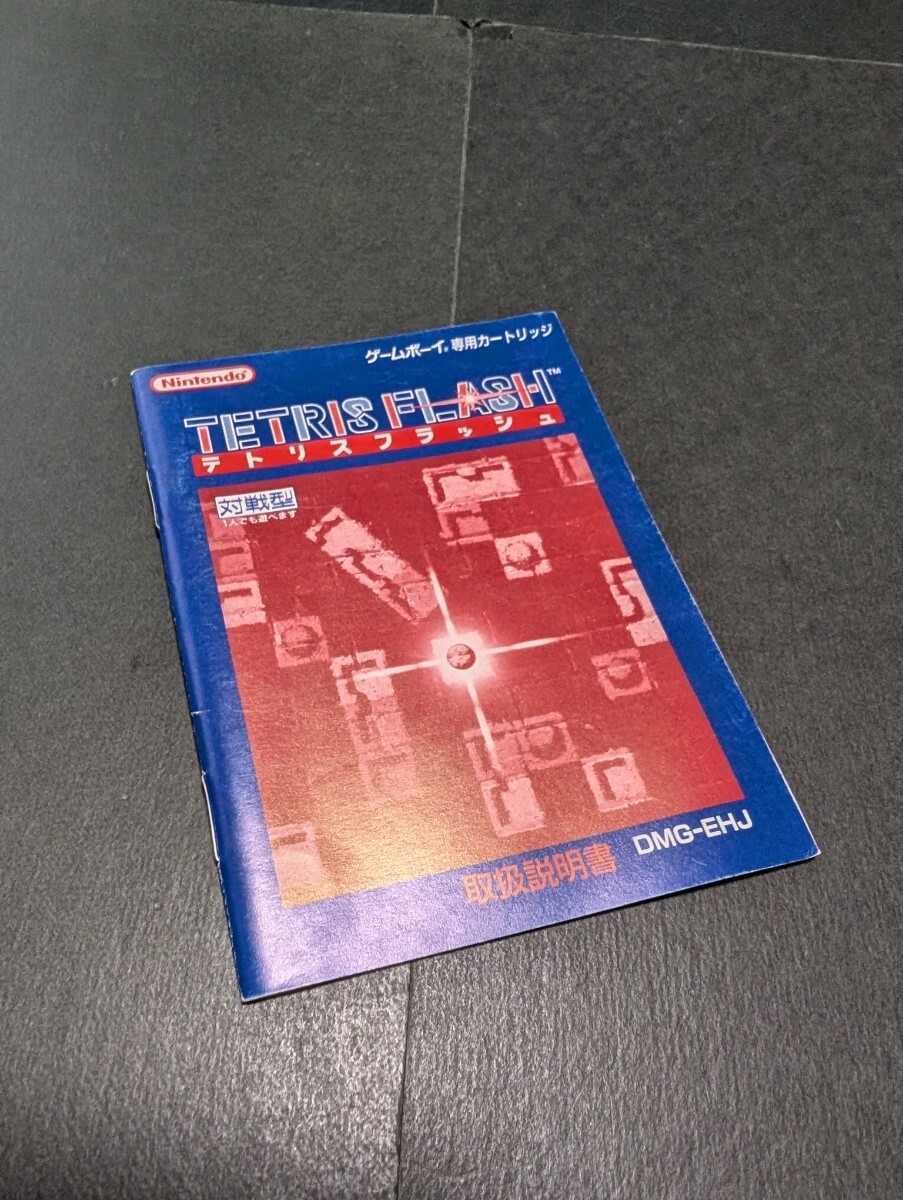 Nintendo®
ゲームボーイ®専用カートリッジ
TETRIS FLASH™
テトリスフラッシュ
対戦型
1人でも遊べます
取扱説明書
DMG-EHJ